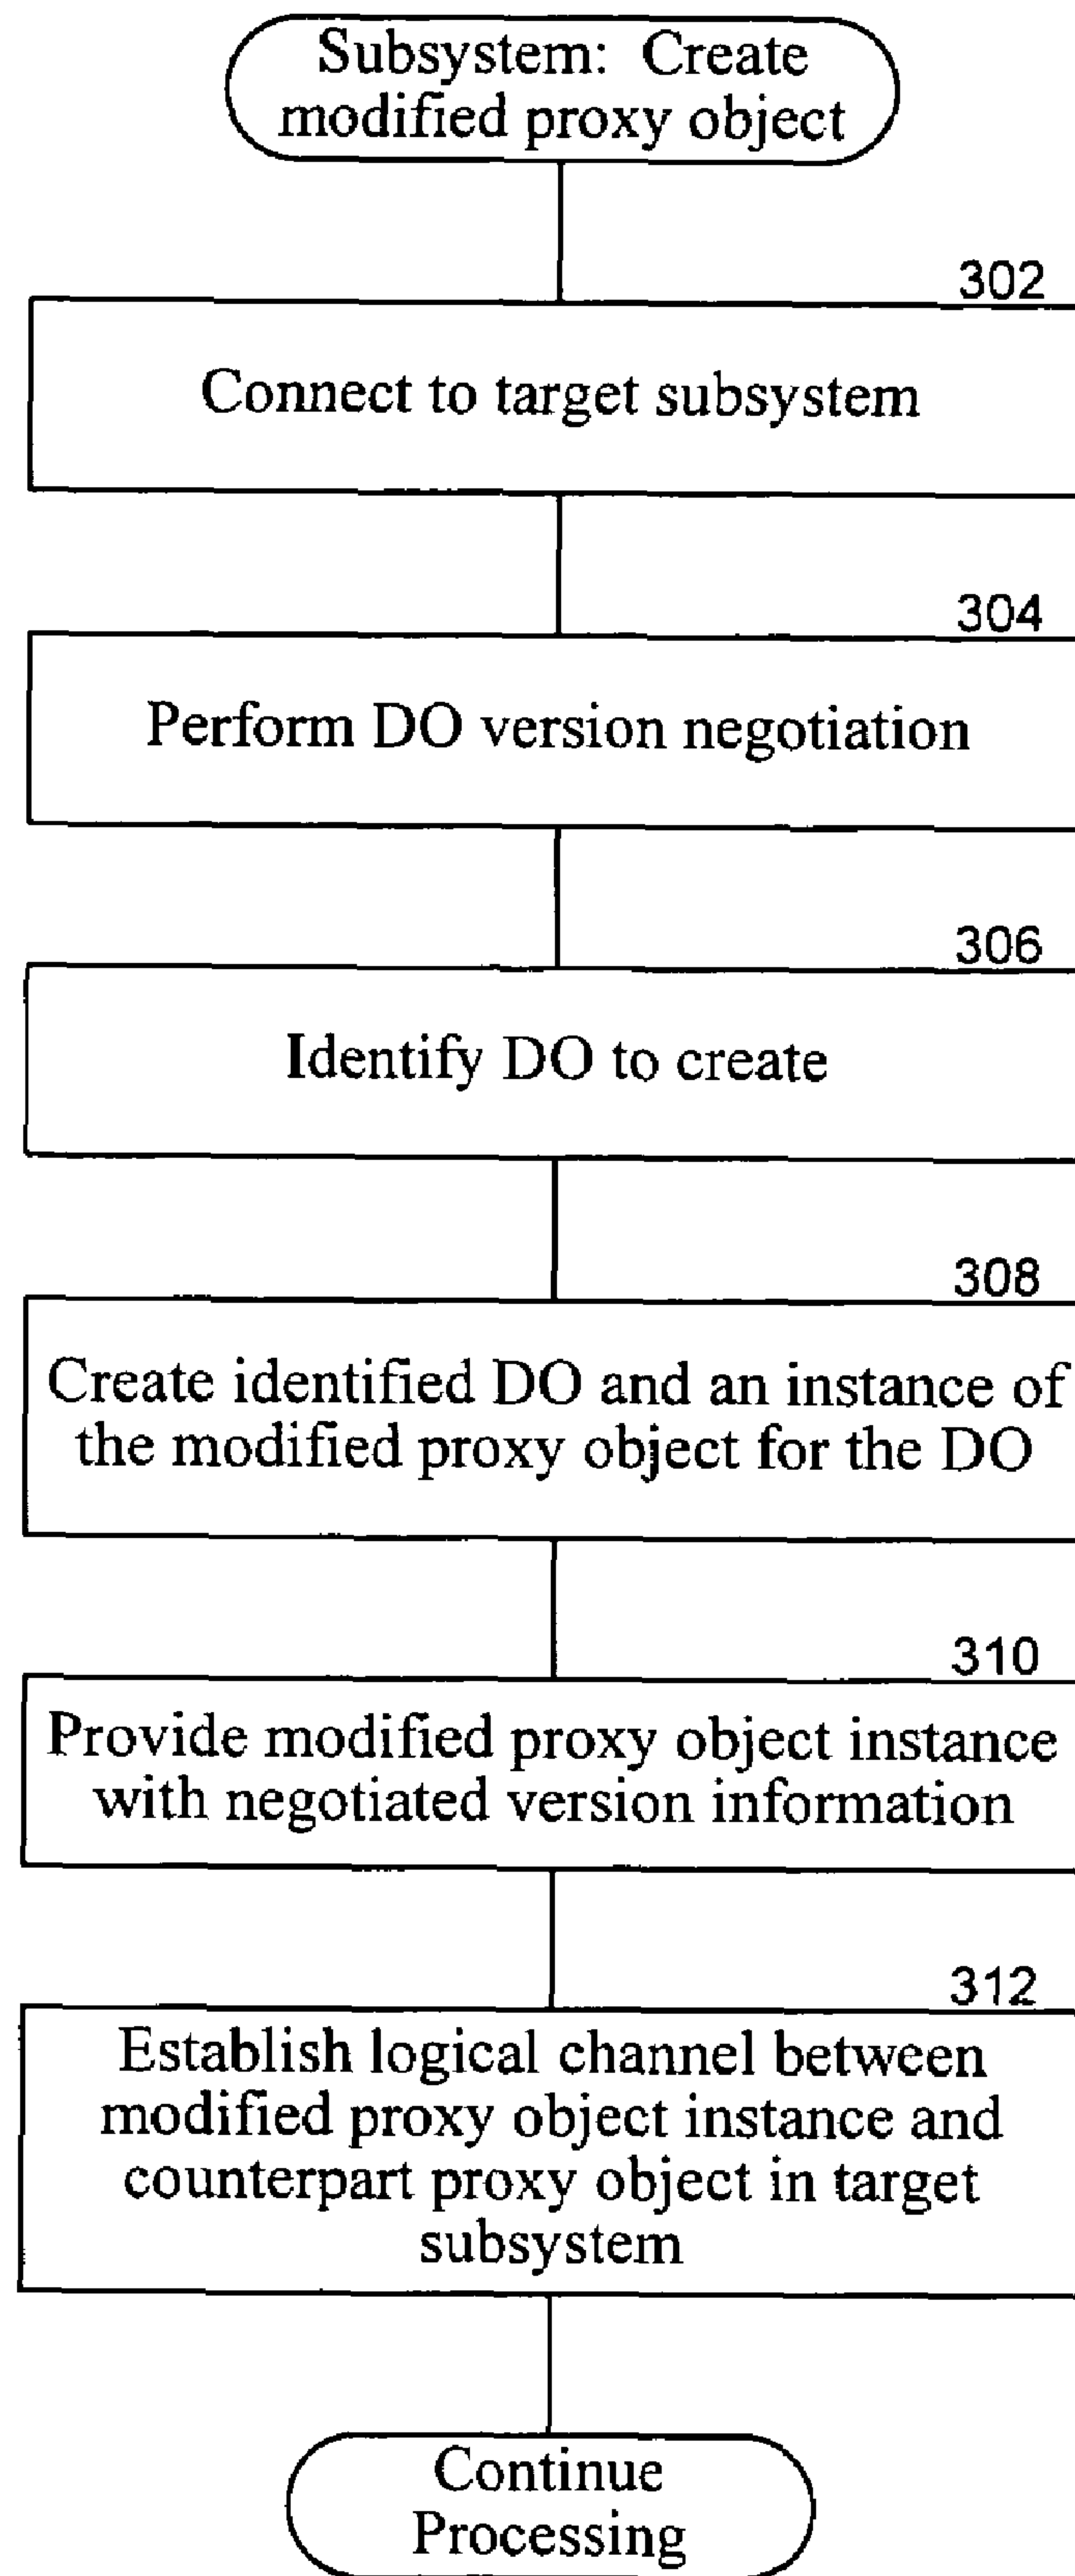 Subsystem: Create
modified proxy object
302
Connect to target subsystem
304
Perform DO version negotiation
306
Identify DO to create
308
Create identified DO and an instance of
the modified proxy object for the DO
310
Provide modified proxy object instance
with negotiated version information
312
Establish logical channel between
modified proxy object instance and
counterpart proxy object in target
subsystem
Continue
Processing